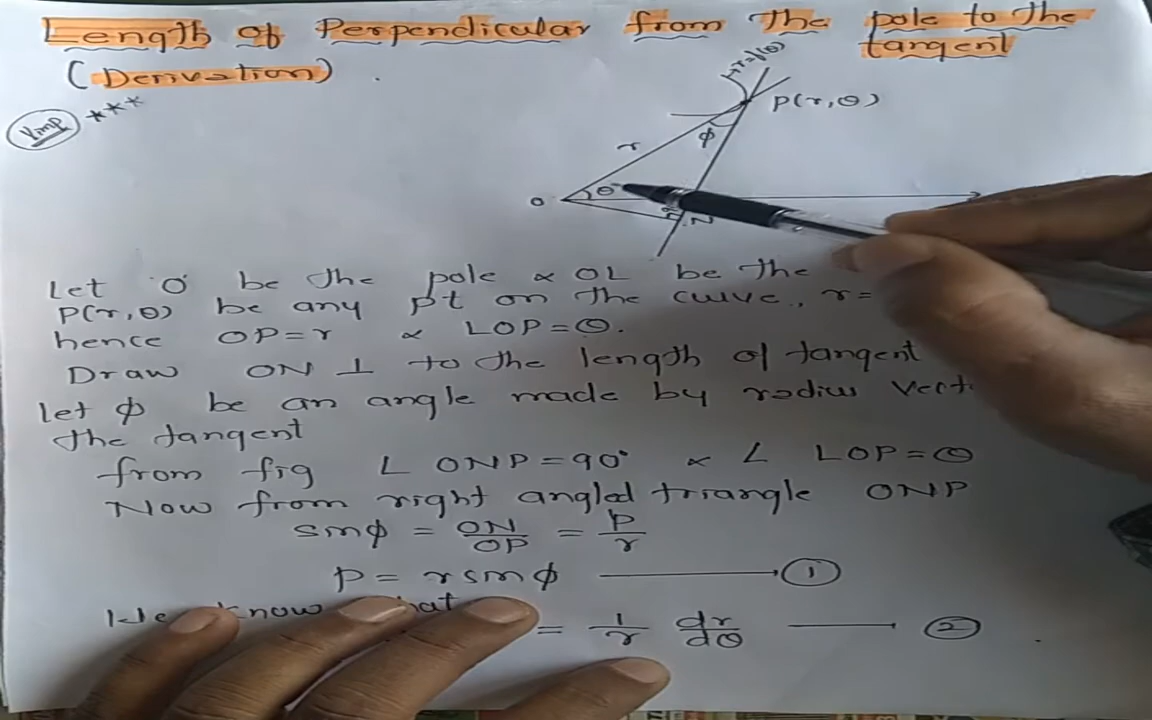 Length of Perpendicular from The pole to the tangent
(Derivation)
Vimp ***
r=f(θ)
P(r,θ)
φ
r
θ
O
N
Let 'O' be the pole & OL be the
P(r,θ) be any pt on the curve, r=
hence OP=r & LOP=θ.
Draw ON ⊥ to the length of tangent
let φ be an angle made by radius vect
the tangent
from fig ∠ONP=90° & ∠LOP=θ
Now from right angled triangle ONP
sinφ = ON/OP = P/r
P = r sinφ ⟶ ①
We know
= 1/r dr/dθ ⟶ ②